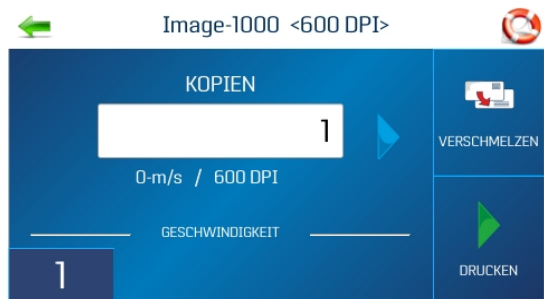 Image-1000 <600 DPI>
KOPIEN
1
VERSCHMELZEN
0-m/s / 600 DPI
GESCHWINDIGKEIT
1
DRUCKEN